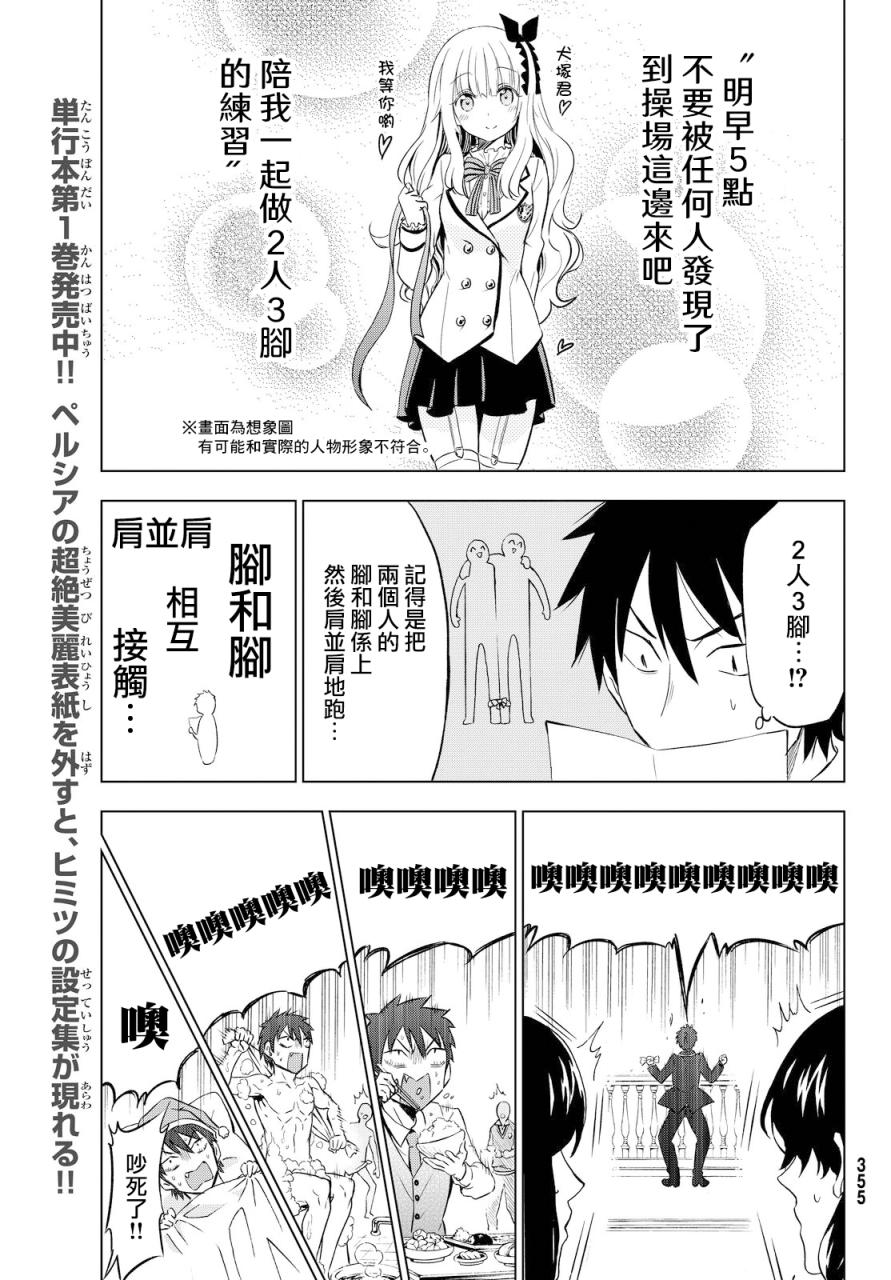 〝明早5點
不要被任何人發現了
到操場這邊來吧
犬塚君♡
我等你喲♡
陪我一起做2人3腳
的練習〞
※畫面為想象圖
有可能和實際的人物形象不符合。
2人3腳…!?
記得是把
兩個人的
腳和腳係上
然後肩並肩地跑…
腳和腳
肩並肩
相互
接觸…
噢噢噢噢噢噢噢噢噢
噢噢噢噢
噢噢噢噢噢
噢
吵死了!!
単行本第1巻発売中!! ペルシアの超絶美麗表紙を外すと、ヒミツの設定集が現れる!!
たんこうぼんだい かんはつばいちゅう ちょうぜつびれいひょうし はず せっていしゅう あらわ
355